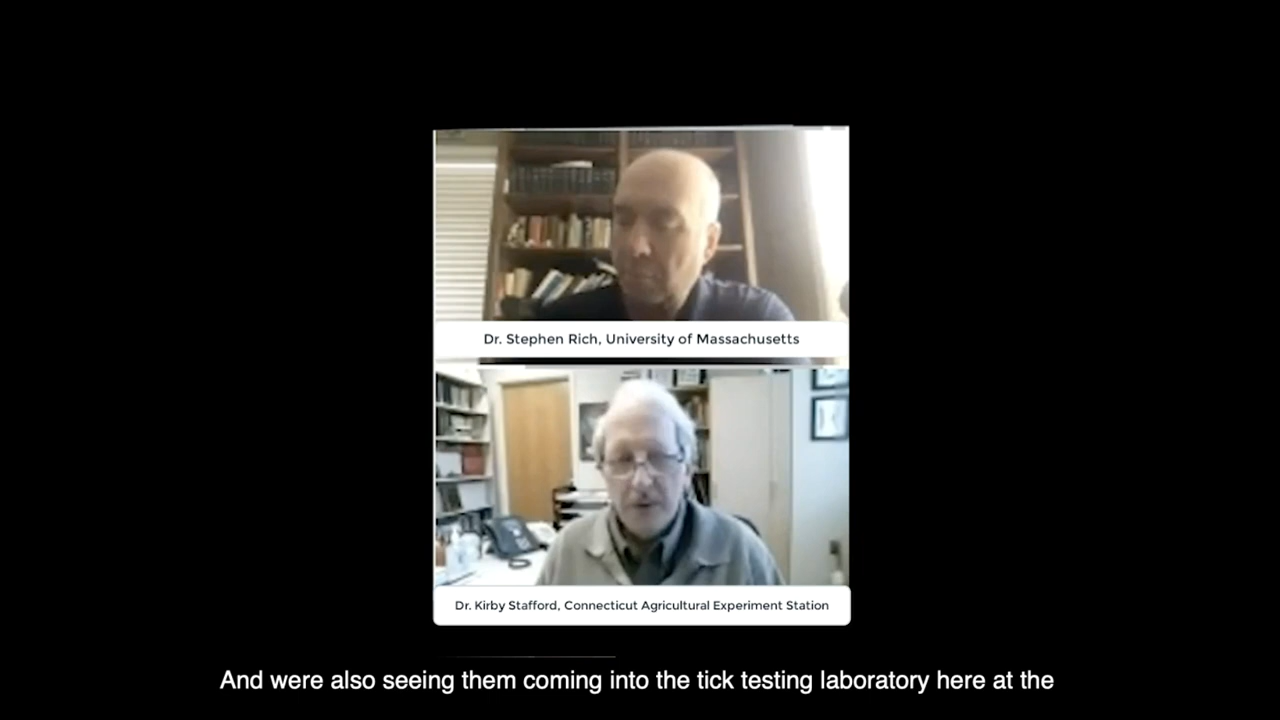 Dr. Stephen Rich, University of Massachusetts
Dr. Kirby Stafford, Connecticut Agricultural Experiment Station
And were also seeing them coming into the tick testing laboratory here at the